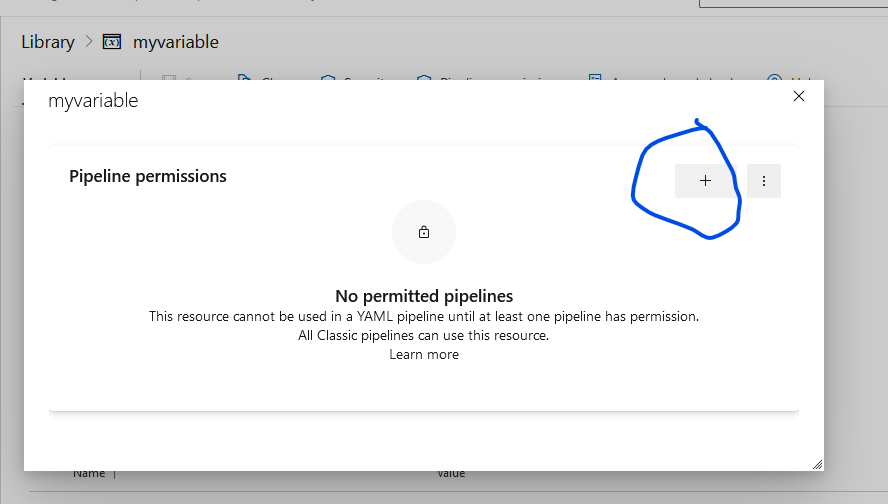 Library > myvariable
myvariable
Pipeline permissions
No permitted pipelines
This resource cannot be used in a YAML pipeline until at least one pipeline has permission.
All Classic pipelines can use this resource.
Learn more
Name
Value